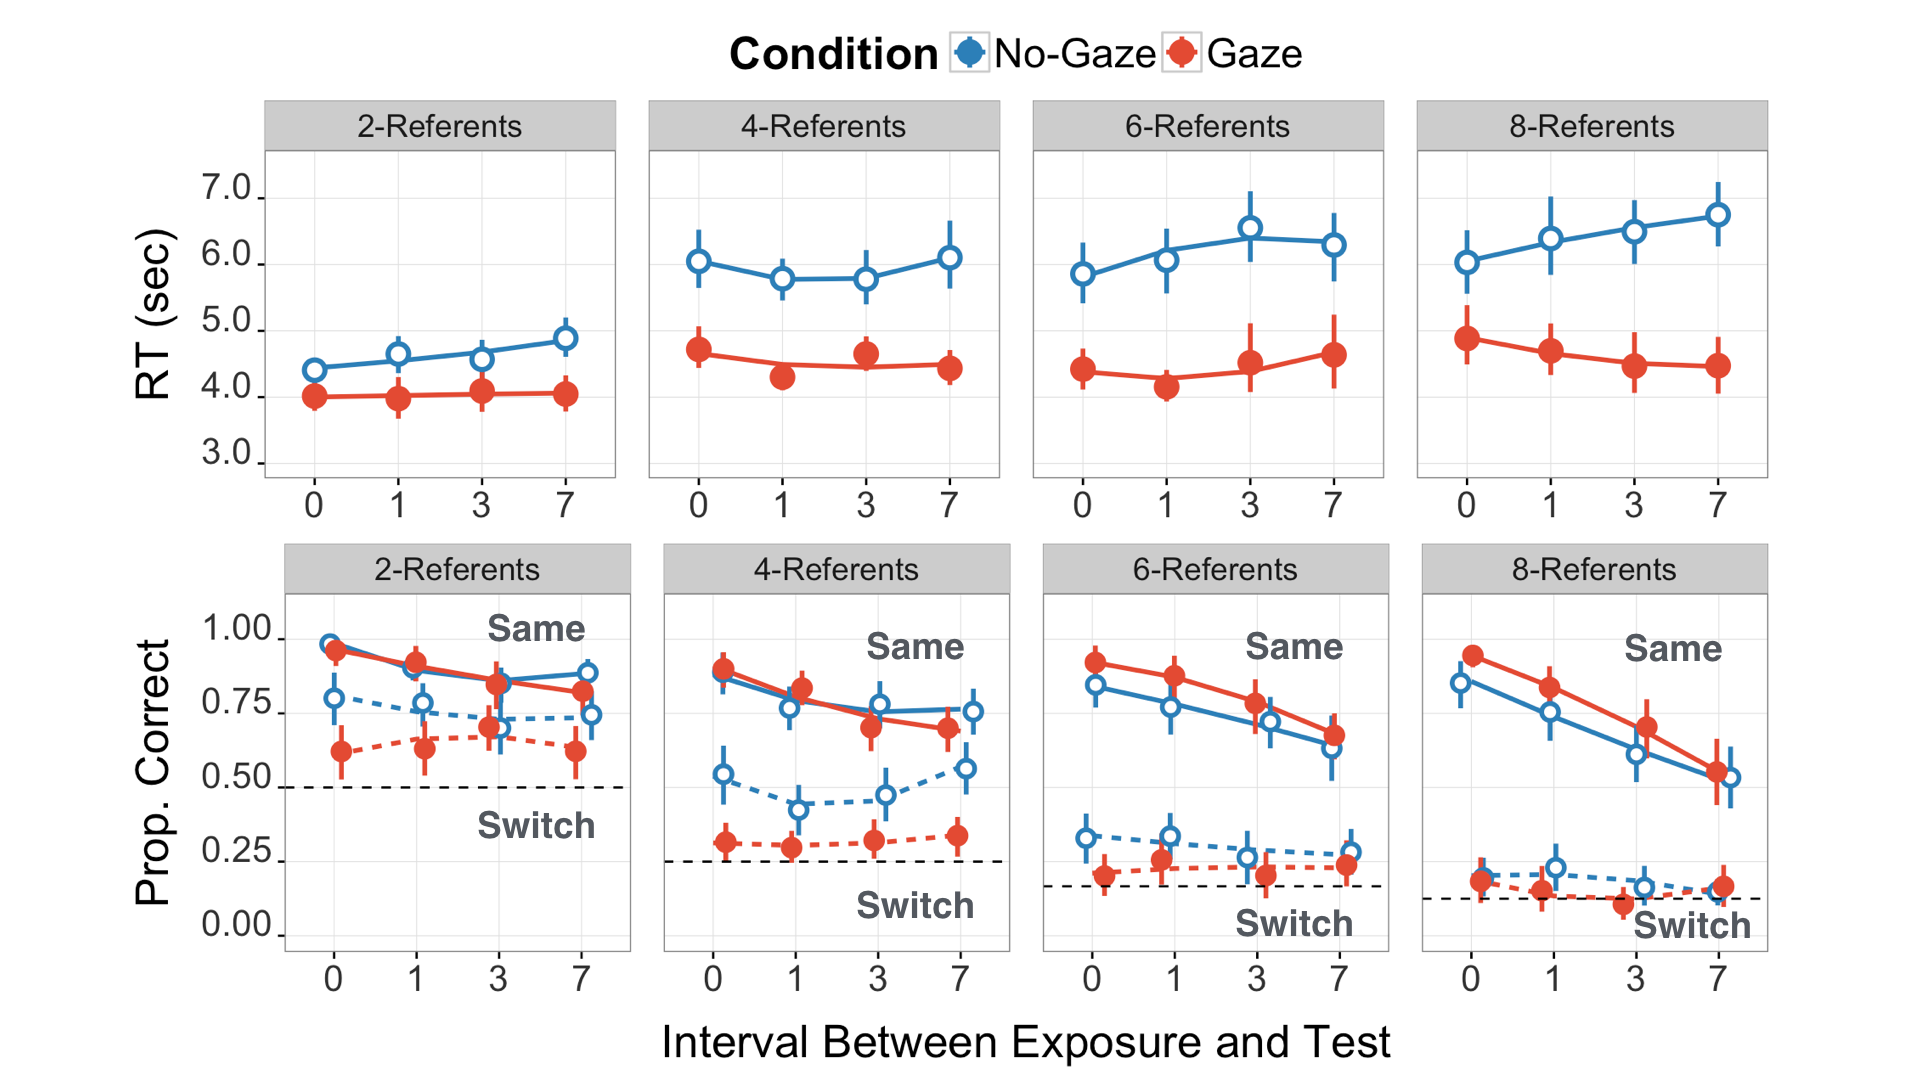 Condition No-Gaze Gaze
2-Referents 4-Referents 6-Referents 8-Referents
RT (sec)
7.0
6.0
5.0
4.0
3.0
0 1 3 7 0 1 3 7 0 1 3 7 0 1 3 7
2-Referents 4-Referents 6-Referents 8-Referents
Prop. Correct
1.00
0.75
0.50
0.25
0.00
Same Same Same Same
Switch Switch Switch Switch
0 1 3 7 0 1 3 7 0 1 3 7 0 1 3 7
Interval Between Exposure and Test